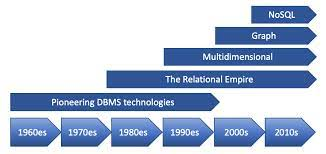 NoSQL
Graph
Multidimensional
The Relational Empire
Pioneering DBMS technologies
1960es 1970es 1980es 1990es 2000s 2010s